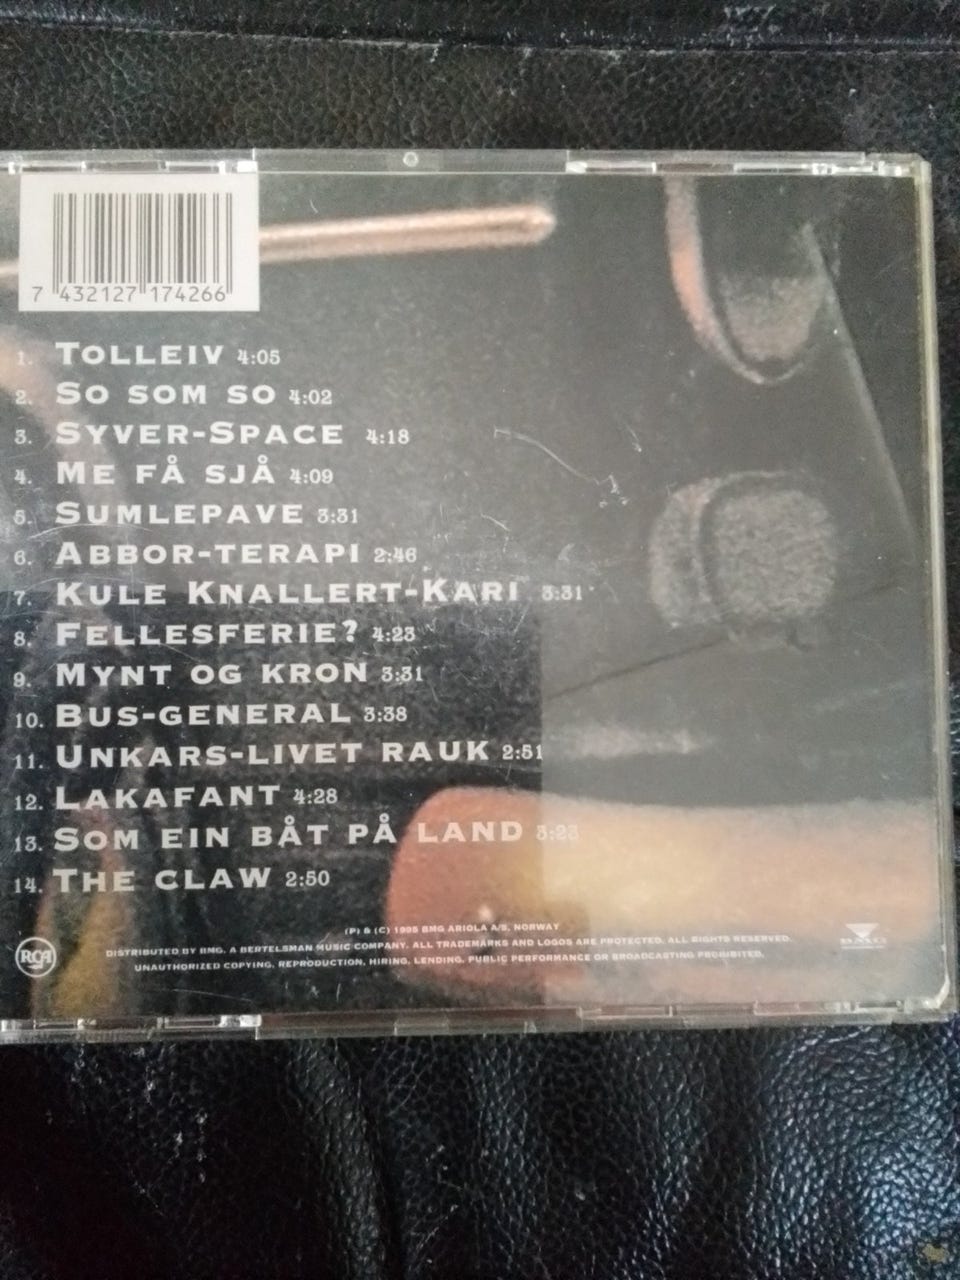 7 432127 174266
1. TOLLEIV 4:05
2. SO SOM SO 4:02
3. SYVER-SPACE 4:18
4. ME FÅ SJÅ 4:09
5. SUMLEPAVE 3:31
6. ABBOR-TERAPI 2:46
7. KULE KNALLERT-KARI 3:31
8. FELLESFERIE? 4:23
9. MYNT OG KRON 3:31
10. BUS-GENERAL 3:38
11. UNKARS-LIVET RAUK 2:51
12. LAKAFANT 4:28
13. SOM EIN BÅT PÅ LAND 3:23
14. THE CLAW 2:50
(P) & (C) 1995 BMG ARIOLA A/S, NORWAY
DISTRIBUTED BY BMG. A BERTELSMAN MUSIC COMPANY. ALL TRADEMARKS AND LOGOS ARE PROTECTED. ALL RIGHTS RESERVED.
UNAUTHORIZED COPYING, REPRODUCTION, HIRING, LENDING, PUBLIC PERFORMANCE OR BROADCASTING PROHIBITED.
RCA
BMG